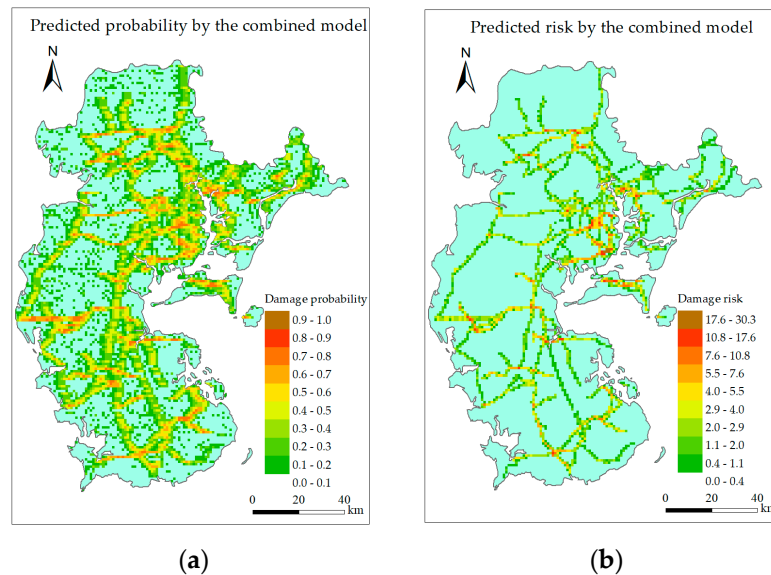 Predicted probability by the combined model
N
Damage probability
0.9 - 1.0
0.8 - 0.9
0.7 - 0.8
0.6 - 0.7
0.5 - 0.6
0.4 - 0.5
0.3 - 0.4
0.2 - 0.3
0.1 - 0.2
0.0 - 0.1
0 20 40
km
(a)
Predicted risk by the combined model
N
Damage risk
17.6 - 30.3
10.8 - 17.6
7.6 - 10.8
5.5 - 7.6
4.0 - 5.5
2.9 - 4.0
2.0 - 2.9
1.1 - 2.0
0.4 - 1.1
0.0 - 0.4
0 20 40
km
(b)